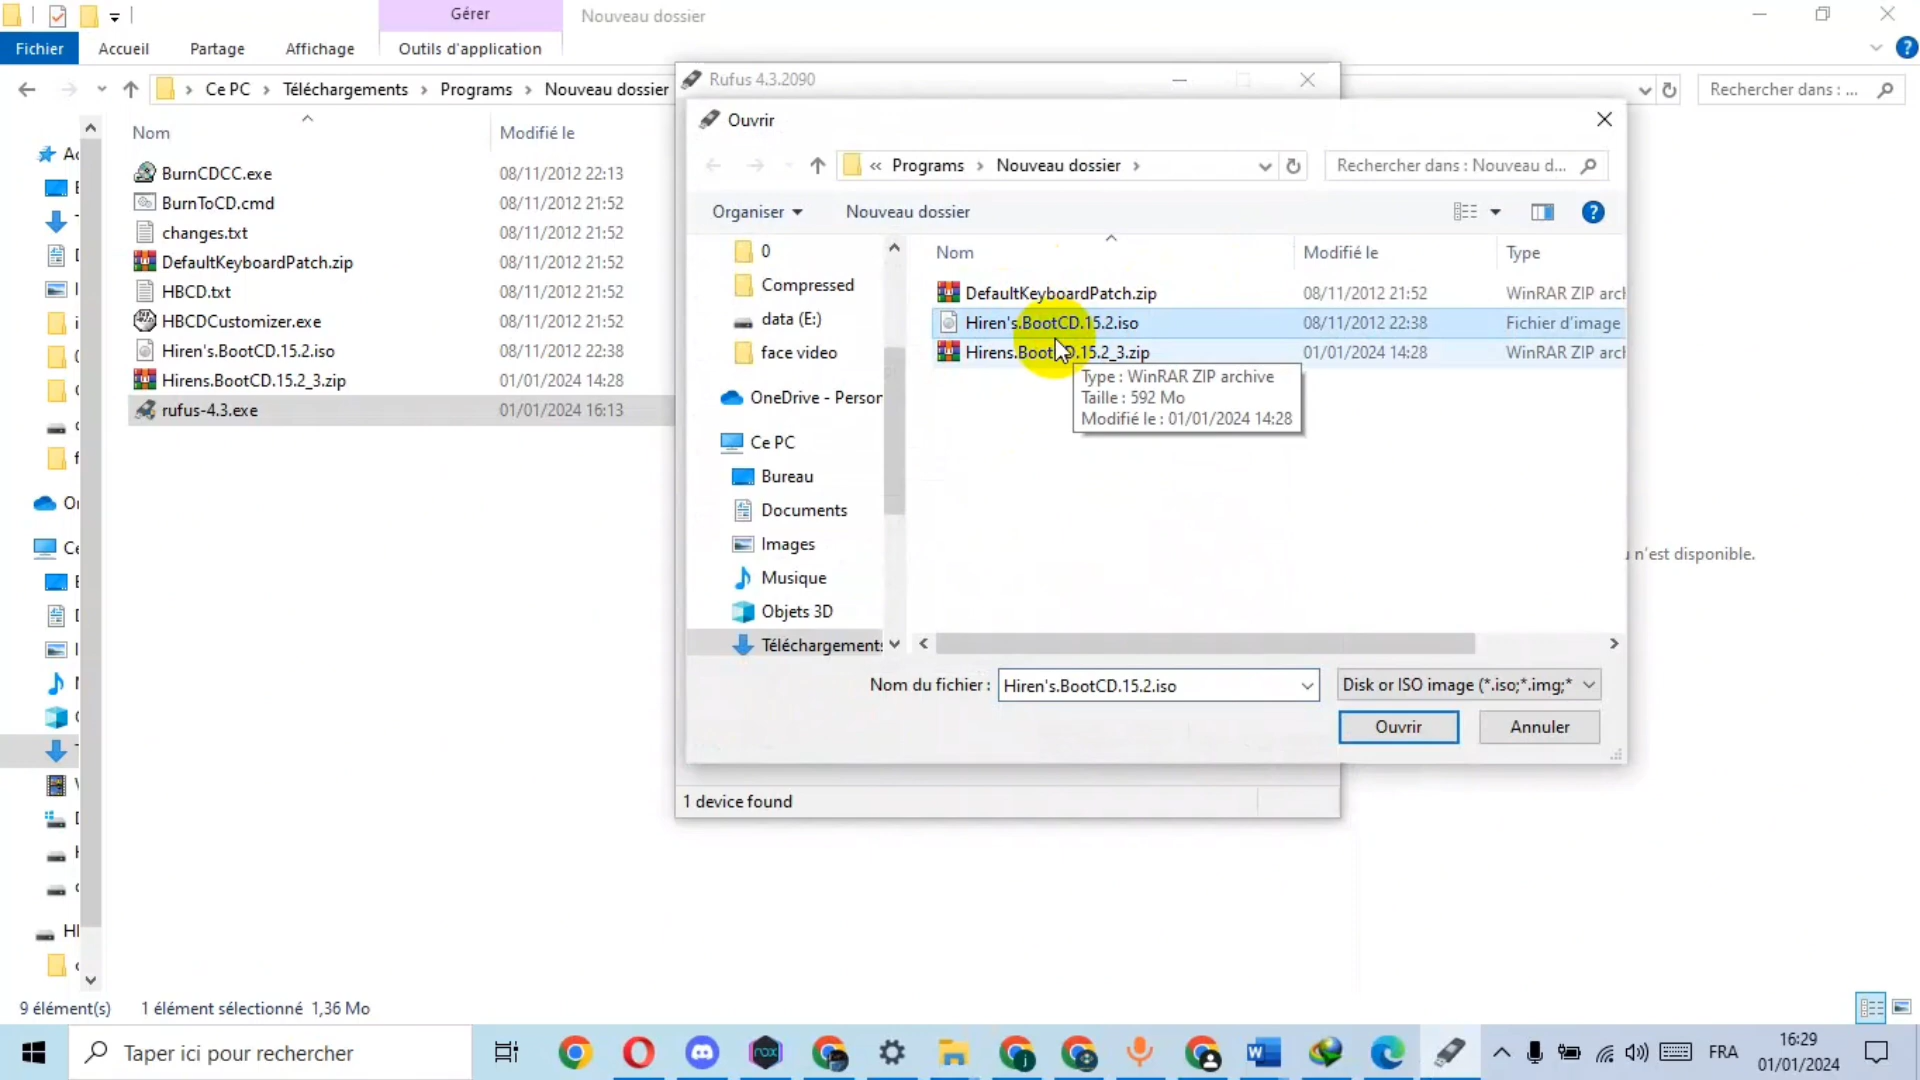 Gérer
Nouveau dossier
Fichier
Accueil
Partage
Affichage
Outils d'application
Ce PC
Téléchargements
Programs
Nouveau dossier
Rechercher dans : ...
Nom
Modifié le
BurnCDCC.exe
08/11/2012 22:13
BurnToCD.cmd
08/11/2012 21:52
changes.txt
08/11/2012 21:52
DefaultKeyboardPatch.zip
08/11/2012 21:52
HBCD.txt
08/11/2012 21:52
HBCDCustomizer.exe
08/11/2012 21:52
Hiren's.BootCD.15.2.iso
08/11/2012 22:38
Hirens.BootCD.15.2_3.zip
01/01/2024 14:28
rufus-4.3.exe
01/01/2024 16:13
Rufus 4.3.2090
Ouvrir
« Programs
Nouveau dossier
Rechercher dans : Nouveau d...
Organiser
Nouveau dossier
0
Compressed
data (E:)
face video
OneDrive - Person
Ce PC
Bureau
Documents
Images
Musique
Objets 3D
Téléchargements
Nom
Modifié le
Type
DefaultKeyboardPatch.zip
08/11/2012 21:52
WinRAR ZIP arch
Hiren's.BootCD.15.2.iso
08/11/2012 22:38
Fichier d'image
Hirens.BootCD.15.2_3.zip
01/01/2024 14:28
WinRAR ZIP arch
Type : WinRAR ZIP archive
Taille : 592 Mo
Modifié le : 01/01/2024 14:28
Nom du fichier :
Hiren's.BootCD.15.2.iso
Disk or ISO image (*.iso;*.img;*
Ouvrir
Annuler
1 device found
n'est disponible.
9 élément(s)
1 élément sélectionné 1,36 Mo
Taper ici pour rechercher
FRA
16:29
01/01/2024